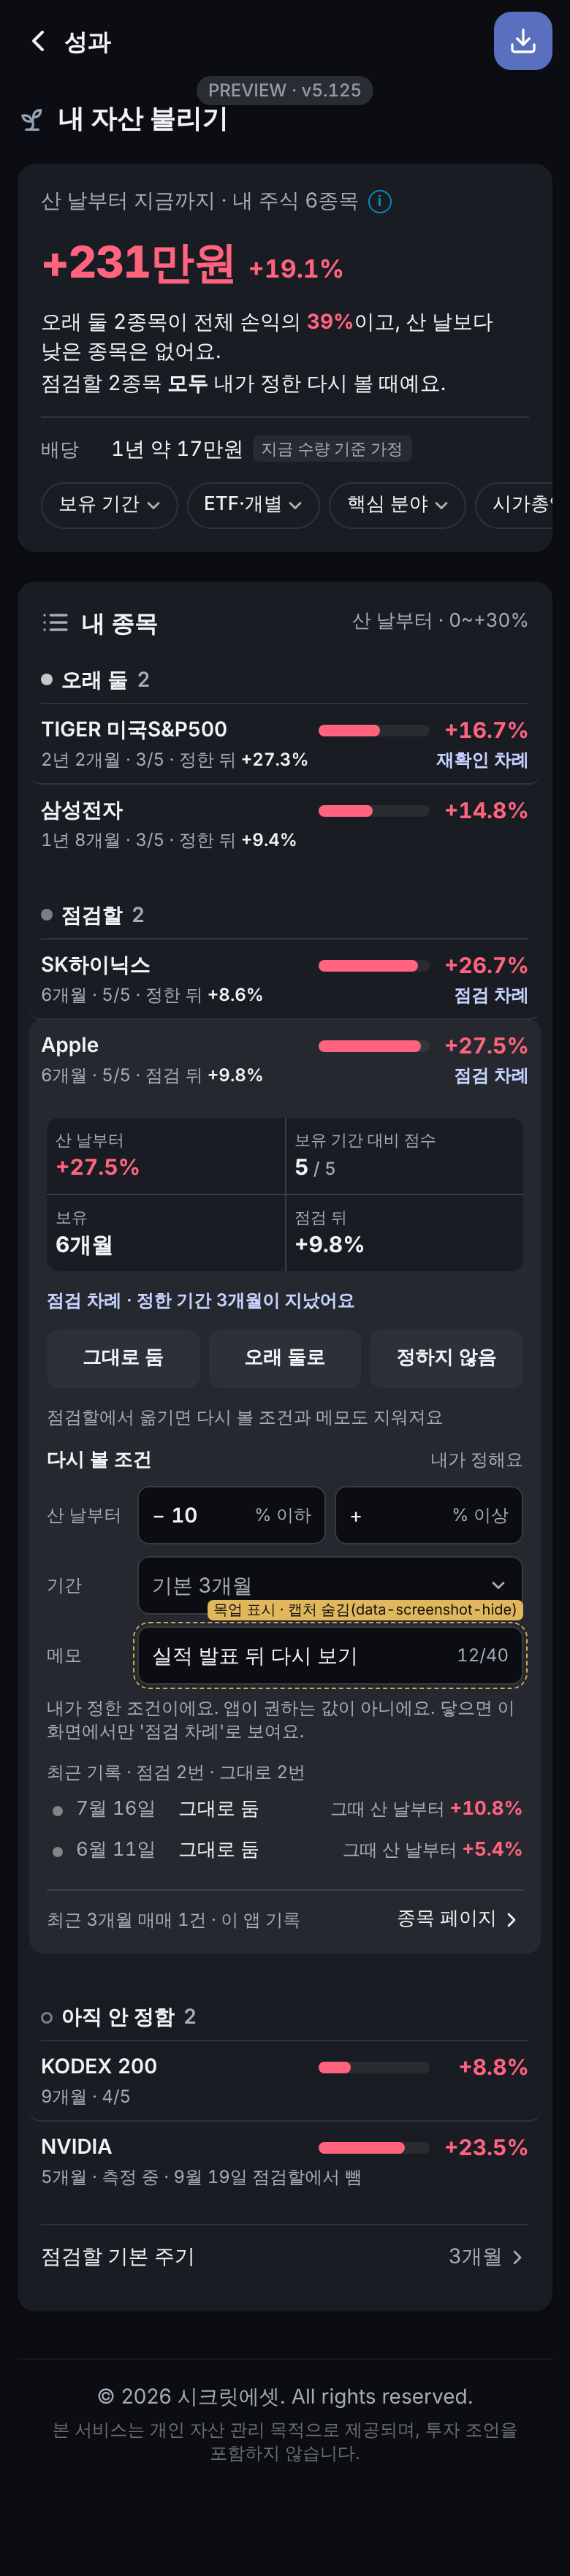 성과
PREVIEW · v5.125
내 자산 불리기
산 날부터 지금까지 · 내 주식 6종목 i
+231만원 +19.1%
오래 둘 2종목이 전체 손익의 39%이고, 산 날보다
낮은 종목은 없어요.
점검할 2종목 모두 내가 정한 다시 볼 때예요.
배당 1년 약 17만원 지금 수량 기준 가정
보유 기간 ETF·개별 핵심 분야
내 종목 산 날부터 · 0~+30%
오래 둘 2
TIGER 미국S&P500 +16.7%
2년 2개월 · 3/5 · 정한 뒤 +27.3% 재확인 차례
삼성전자 +14.8%
1년 8개월 · 3/5 · 정한 뒤 +9.4%
점검할 2
SK하이닉스 +26.7%
6개월 · 5/5 · 정한 뒤 +8.6% 점검 차례
Apple +27.5%
6개월 · 5/5 · 점검 뒤 +9.8% 점검 차례
산 날부터 보유 기간 대비 점수
+27.5% 5 / 5
보유 점검 뒤
6개월 +9.8%
점검 차례 · 정한 기간 3개월이 지났어요
그대로 둠 오래 둘로 정하지 않음
점검할에서 옮기면 다시 볼 조건과 메모도 지워져요
다시 볼 조건 내가 정해요
산 날부터 − 10 % 이하 + % 이상
기간 기본 3개월
목업 표시 · 캡처 숨김(data-screenshot-hide)
메모 실적 발표 뒤 다시 보기 12/40
내가 정한 조건이에요. 앱이 권하는 값이 아니에요. 닿으면 이
화면에서만 '점검 차례'로 보여요.
최근 기록 · 점검 2번 · 그대로 2번
7월 16일 그대로 둠 그때 산 날부터 +10.8%
6월 11일 그대로 둠 그때 산 날부터 +5.4%
최근 3개월 매매 1건 · 이 앱 기록 종목 페이지
아직 안 정함 2
KODEX 200 +8.8%
9개월 · 4/5
NVIDIA +23.5%
5개월 · 측정 중 · 9월 19일 점검할에서 뺌
점검할 기본 주기 3개월
© 2026 시크릿에셋. All rights reserved.
본 서비스는 개인 자산 관리 목적으로 제공되며, 투자 조언을
포함하지 않습니다.